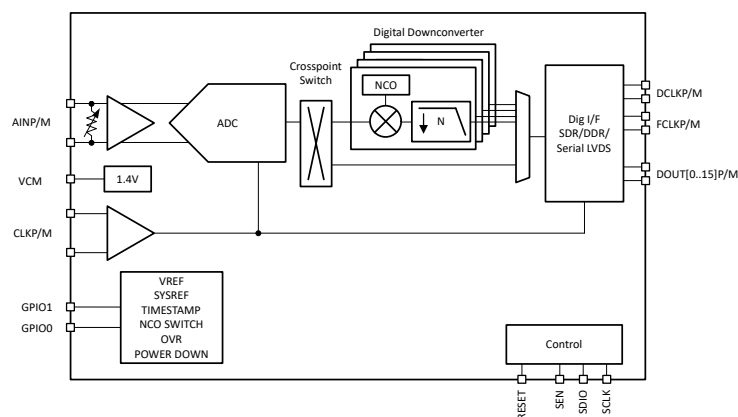 Digital Downconverter
Crosspoint
Switch
NCO
N
ADC
AINP/M
Dig I/F
SDR/DDR/
Serial LVDS
DCLKP/M
FCLKP/M
DOUT[0..15]P/M
VCM
1.4V
CLKP/M
GPIO1
GPIO0
VREF
SYSREF
TIMESTAMP
NCO SWITCH
OVR
POWER DOWN
Control
RESET
SEN
SDIO
SCLK